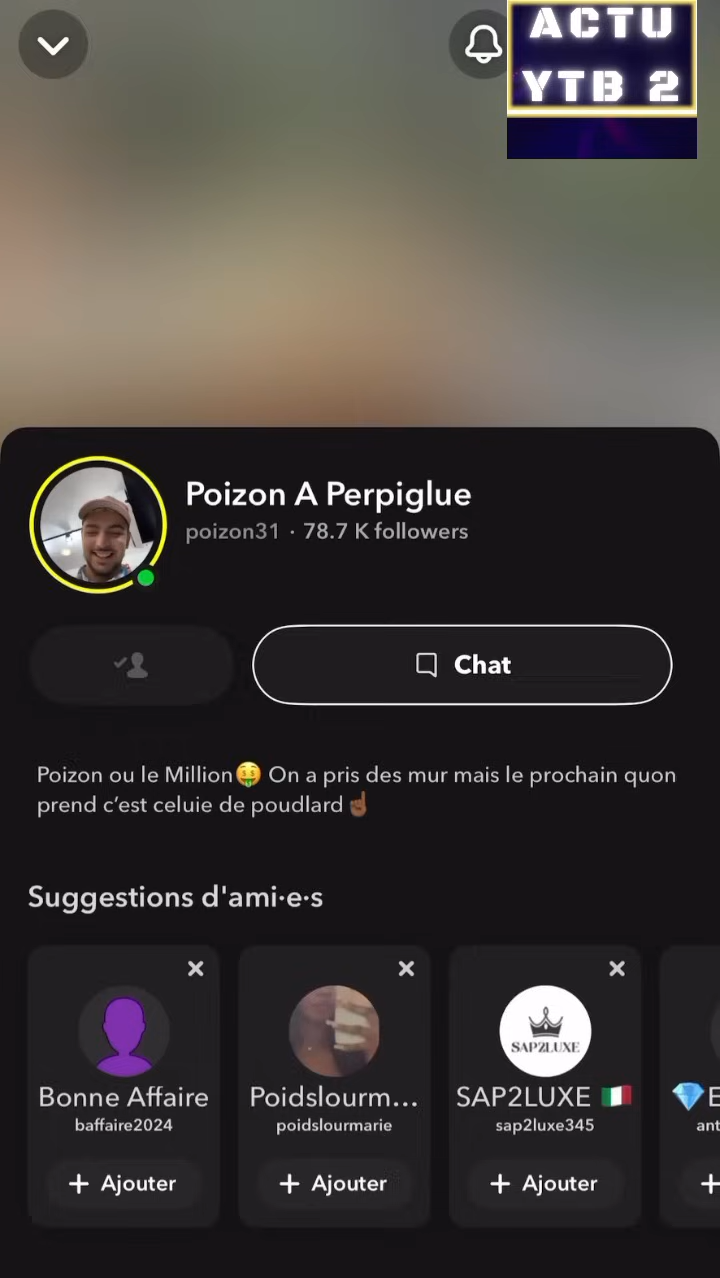 ACTU
YTB 2
Poizon A Perpiglue
poizon31 · 78.7 K followers
Chat
Poizon ou le Million🤑 On a pris des mur mais le prochain quon
prend c’est celuie de poudlard☝🏾
Suggestions d'ami·e·s
Bonne Affaire
baffaire2024
+ Ajouter
Poidslourm...
poidslourmarie
+ Ajouter
SAP2LUXE
SAP2LUXE 🇮🇹
sap2luxe345
+ Ajouter
💎E
ant
+